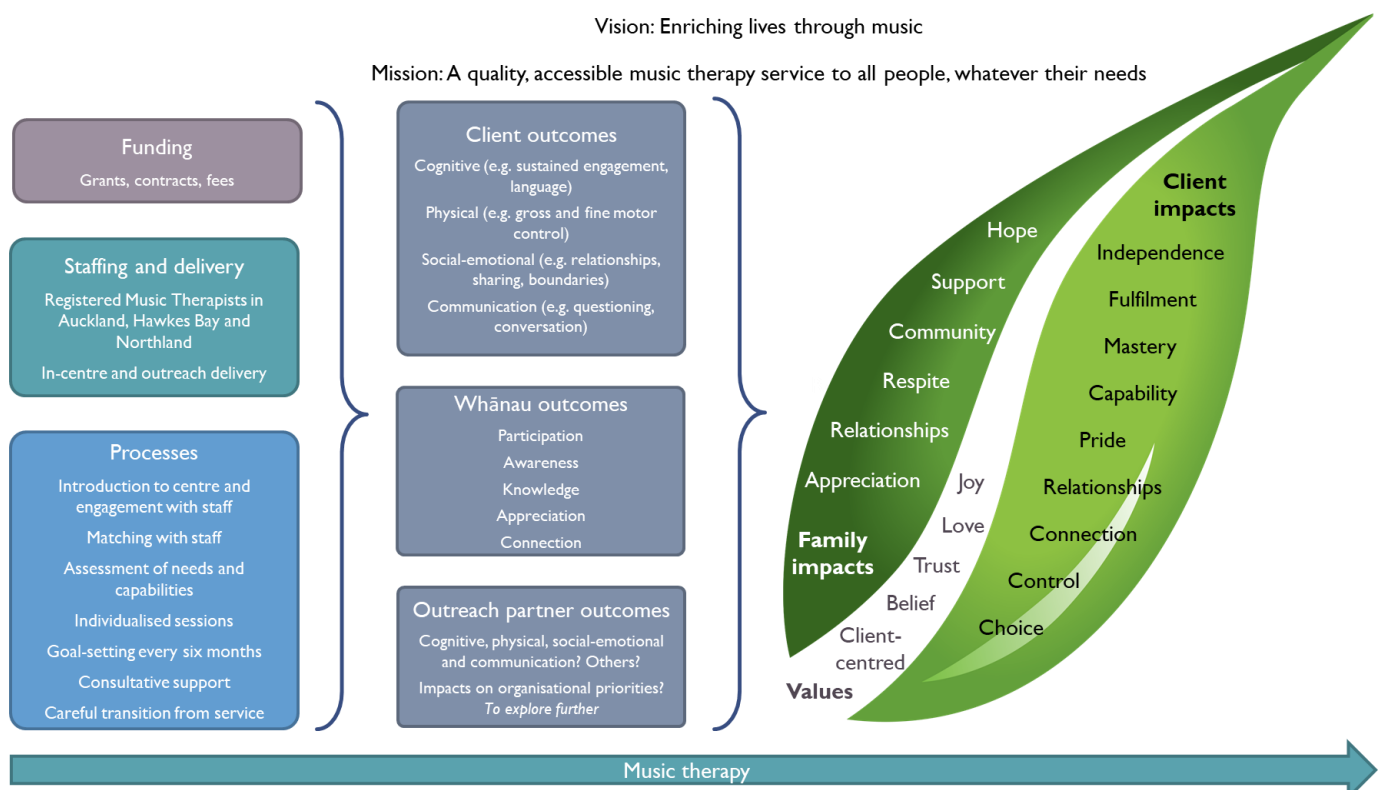 Vision: Enriching lives through music
Mission: A quality, accessible music therapy service to all people, whatever their needs
Funding
Grants, contracts, fees
Staffing and delivery
Registered Music Therapists in
Auckland, Hawkes Bay and
Northland
In-centre and outreach delivery
Processes
Introduction to centre and
engagement with staff
Matching with staff
Assessment of needs and
capabilities
Individualised sessions
Goal-setting every six months
Consultative support
Careful transition from service
Client outcomes
Cognitive (e.g. sustained engagement,
language)
Physical (e.g. gross and fine motor
control)
Social-emotional (e.g. relationships,
sharing, boundaries)
Communication (e.g. questioning,
conversation)
Whānau outcomes
Participation
Awareness
Knowledge
Appreciation
Connection
Outreach partner outcomes
Cognitive, physical, social-emotional
and communication? Others?
Impacts on organisational priorities?
To explore further
Hope
Support
Community
Respite
Relationships
Appreciation
Family
impacts
Joy
Love
Trust
Belief
Client-
centred
Values
Client
impacts
Independence
Fulfilment
Mastery
Capability
Pride
Relationships
Connection
Control
Choice
Music therapy